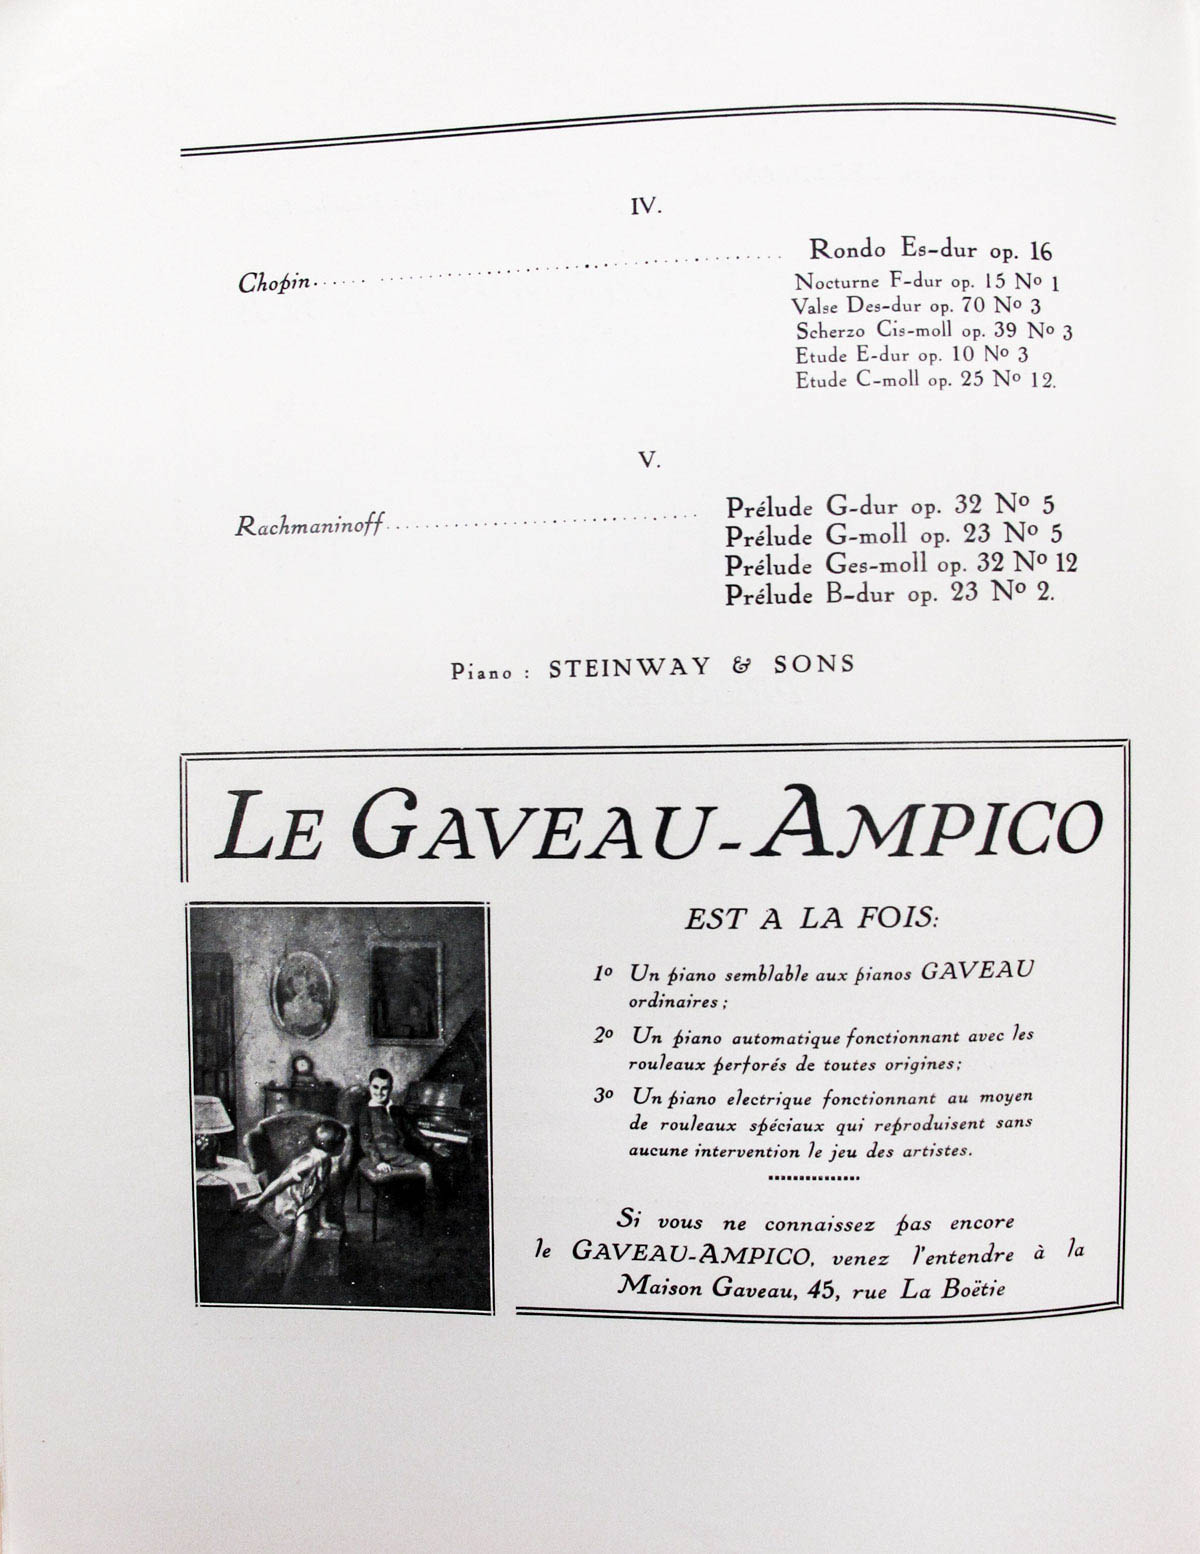 IV.
Chopin
Rondo Es-dur op. 16
Nocturne F-dur op. 15 No 1
Valse Des-dur op. 70 No 3
Scherzo Cis-moll op. 39 No 3
Etude E-dur op. 10 No 3
Etude C-moll op. 25 No 12.
V.
Rachmaninoff
Prélude G-dur op. 32 No 5
Prélude G-moll op. 23 No 5
Prélude Ges-moll op. 32 No 12
Prélude B-dur op. 23 No 2.
Piano : STEINWAY & SONS
LE GAVEAU-AMPICO
EST A LA FOIS:
1o Un piano semblable aux pianos GAVEAU
ordinaires ;
2o Un piano automatique fonctionnant avec les
rouleaux perforés de toutes origines;
3o Un piano electrique fonctionnant au moyen
de rouleaux spéciaux qui reproduisent sans
aucune intervention le jeu des artistes.
Si vous ne connaissez pas encore
le GAVEAU-AMPICO, venez l'entendre à la
Maison Gaveau, 45, rue La Boëtie